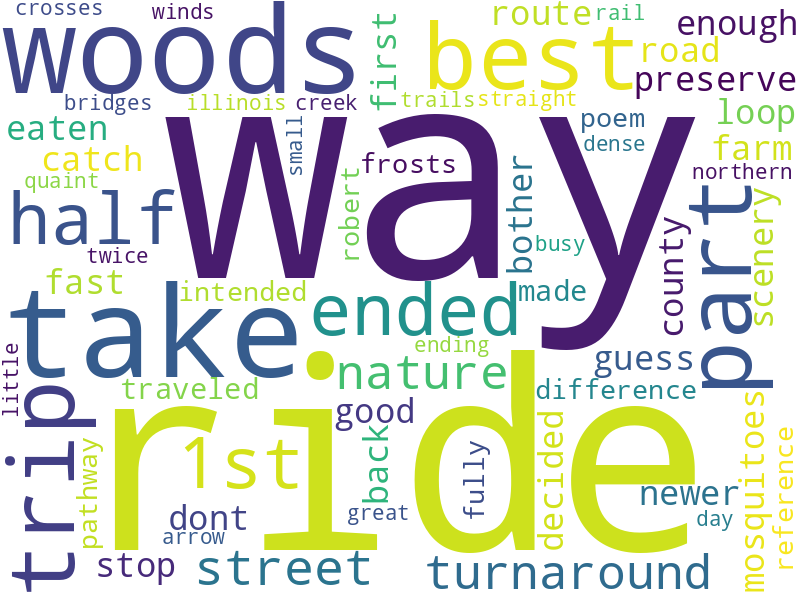 crosses winds route rail enough
woods best first road preserve
bridges illinois creek trails straight loop
eaten small poem
catch way frosts dense farm
quaint robert northern
half bother part scenery
twice busy county
fast intended made
take ended
little ending guess
nature difference
traveled good
trip ride 1st back decided mosquitoes
pathway fully newer reference
dont great day
arrow
stop street turnaround